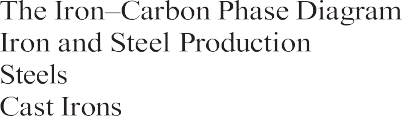 The Iron–Carbon Phase Diagram
Iron and Steel Production
Steels
Cast Irons